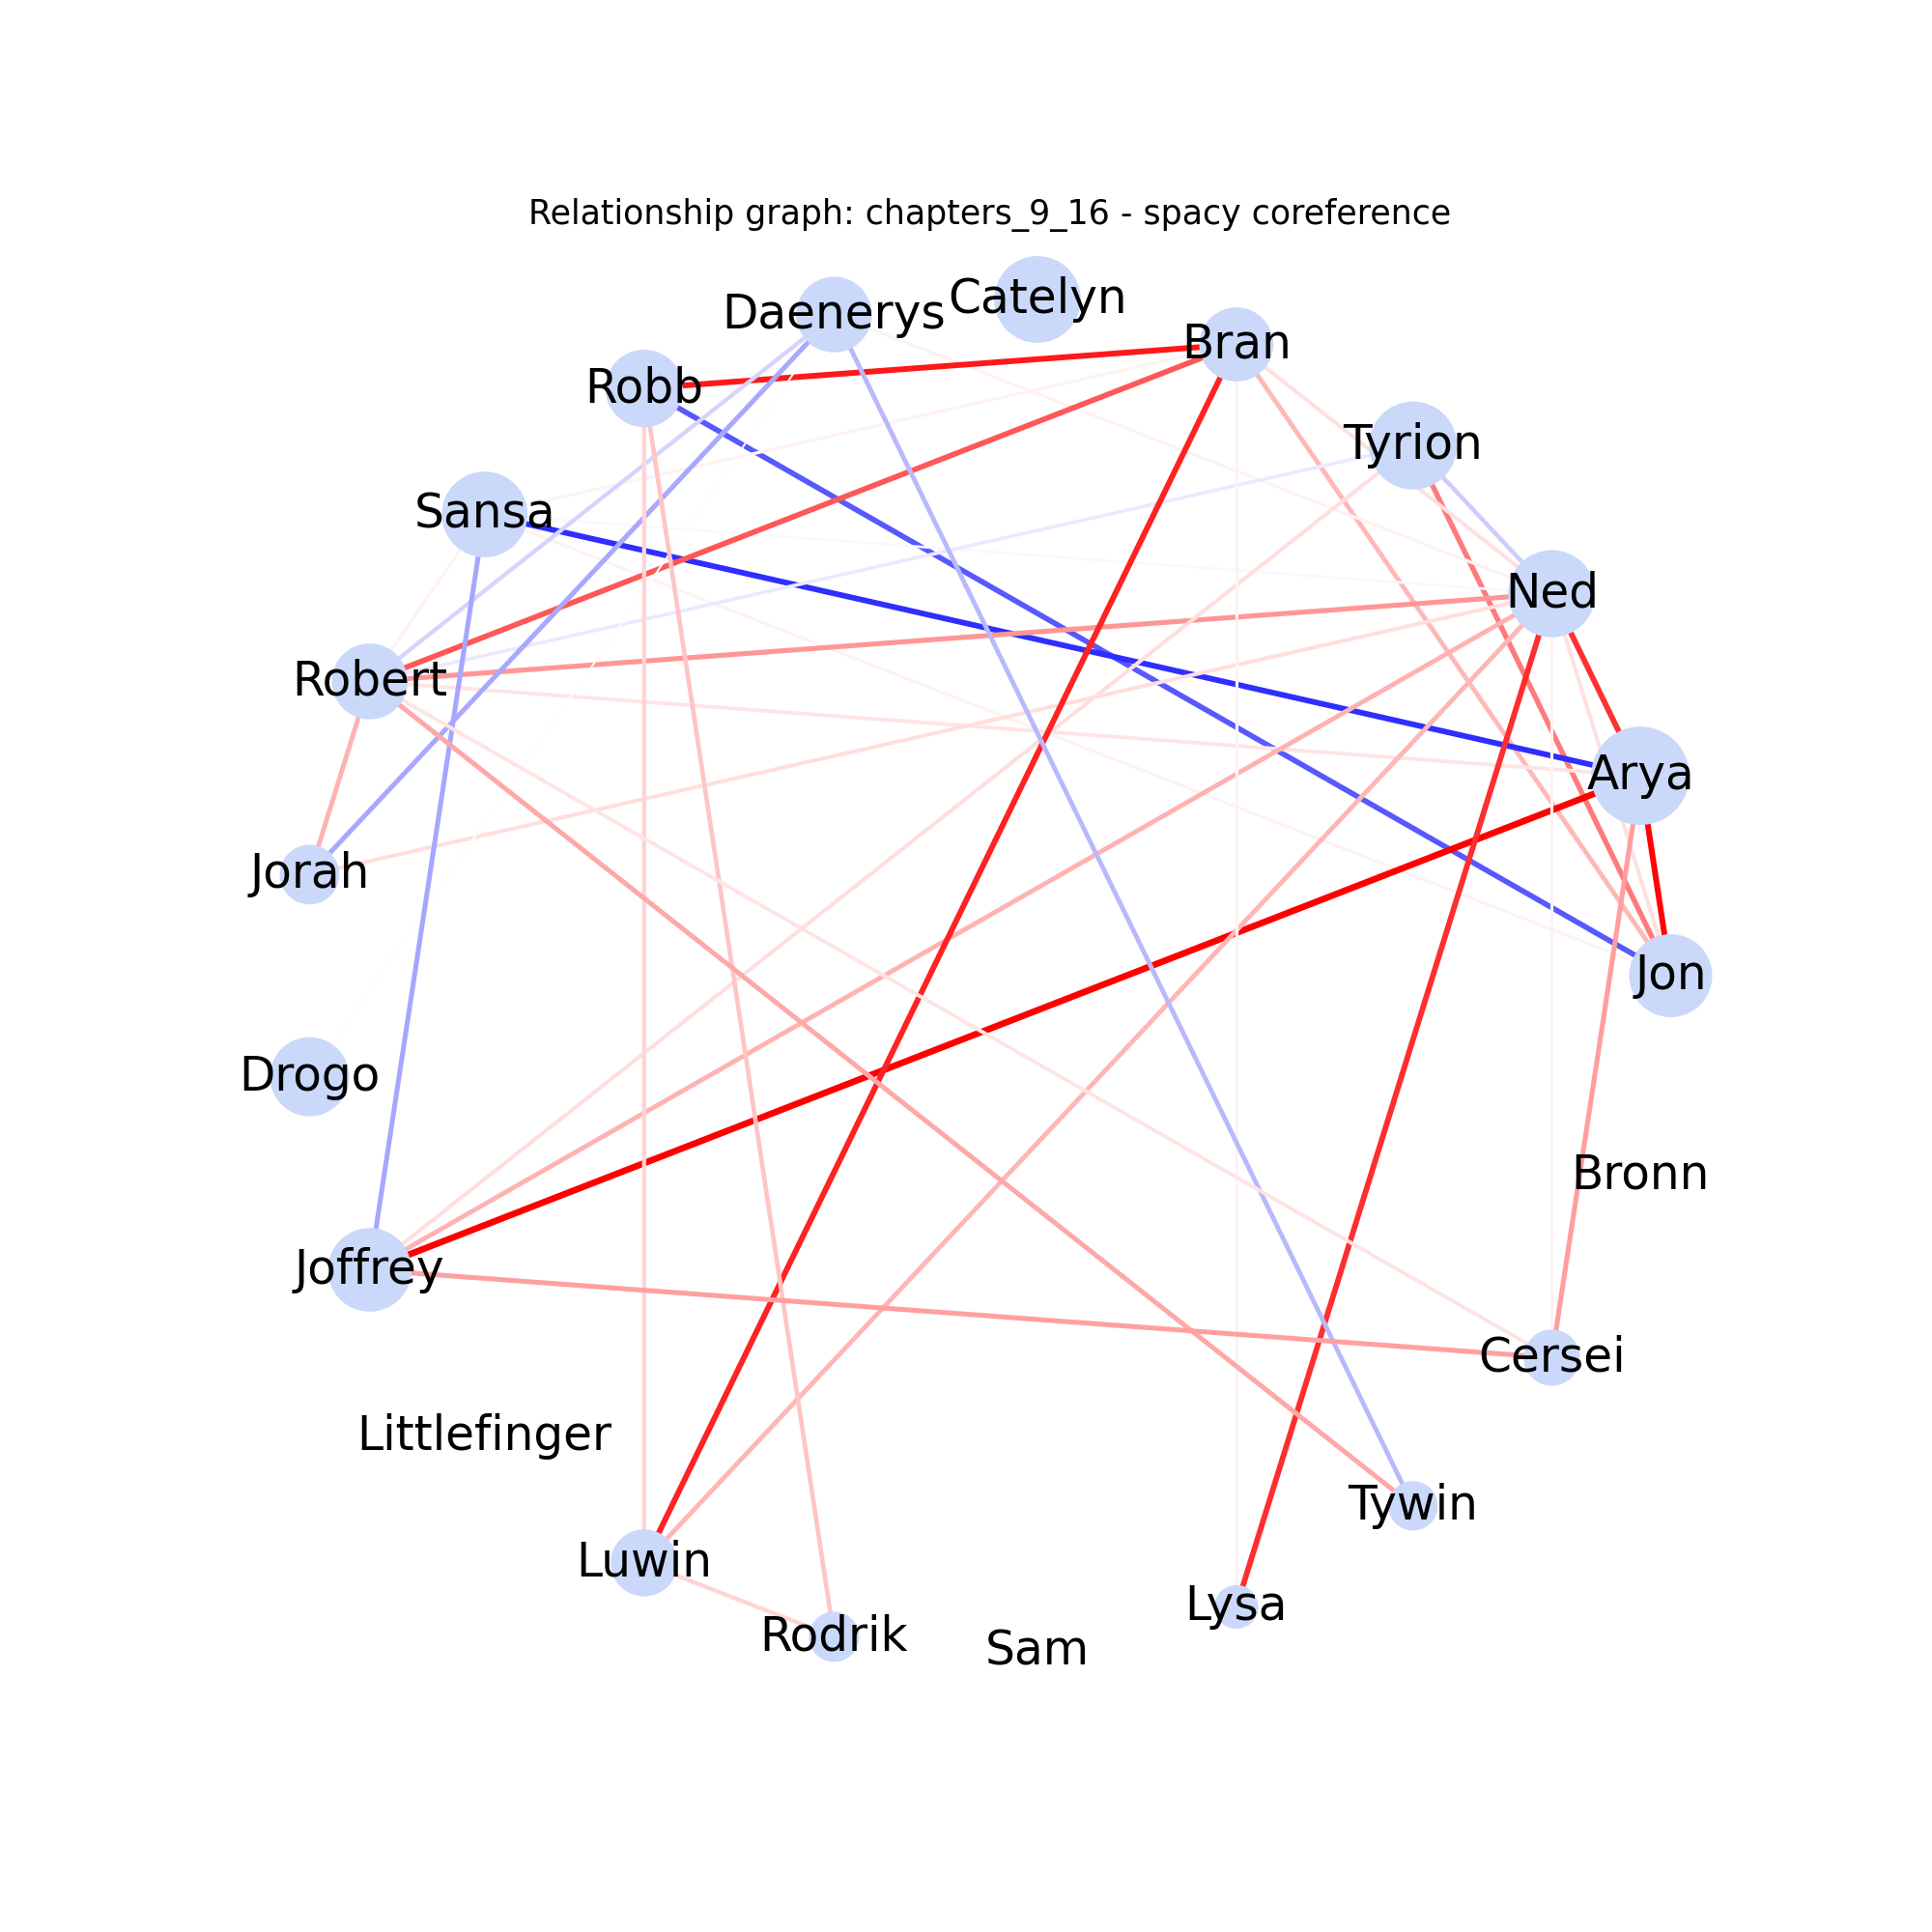 Relationship graph: chapters_9_16 - spacy coreference
Catelyn
Daenerys
Bran
Robb
Tyrion
Sansa
Ned
Robert
Arya
Jorah
Jon
Drogo
Bronn
Joffrey
Cersei
Littlefinger
Tywin
Luwin
Lysa
Rodrik
Sam